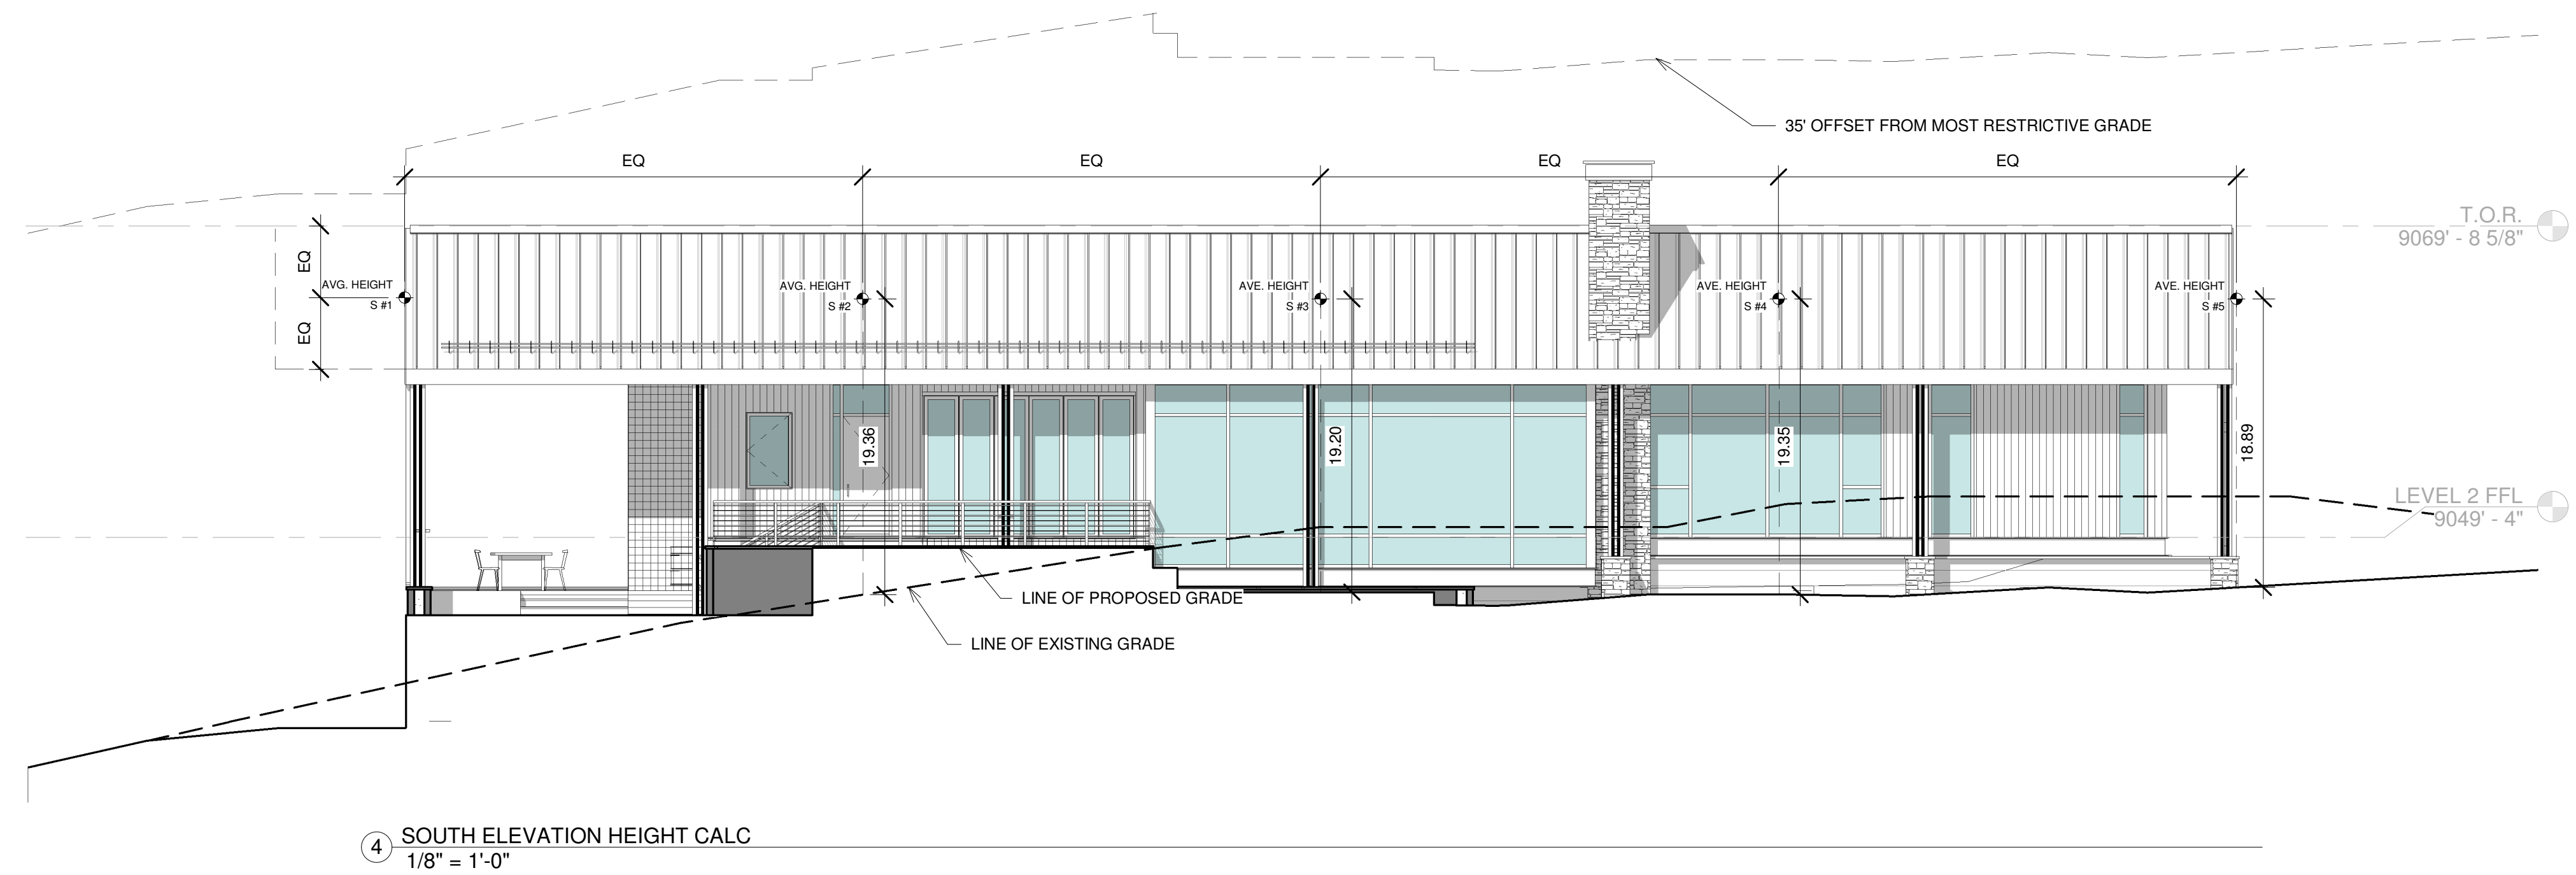 35' OFFSET FROM MOST RESTRICTIVE GRADE
EQ
EQ
EQ
EQ
T.O.R.
9069' - 8 5/8"
EQ
EQ
AVG. HEIGHT
S #1
AVG. HEIGHT
S #2
AVE. HEIGHT
S #3
AVE. HEIGHT
S #4
AVE. HEIGHT
S #5
19.36
19.20
19.35
18.89
LEVEL 2 FFL
9049' - 4"
LINE OF PROPOSED GRADE
LINE OF EXISTING GRADE
4
SOUTH ELEVATION HEIGHT CALC
1/8" = 1'-0"